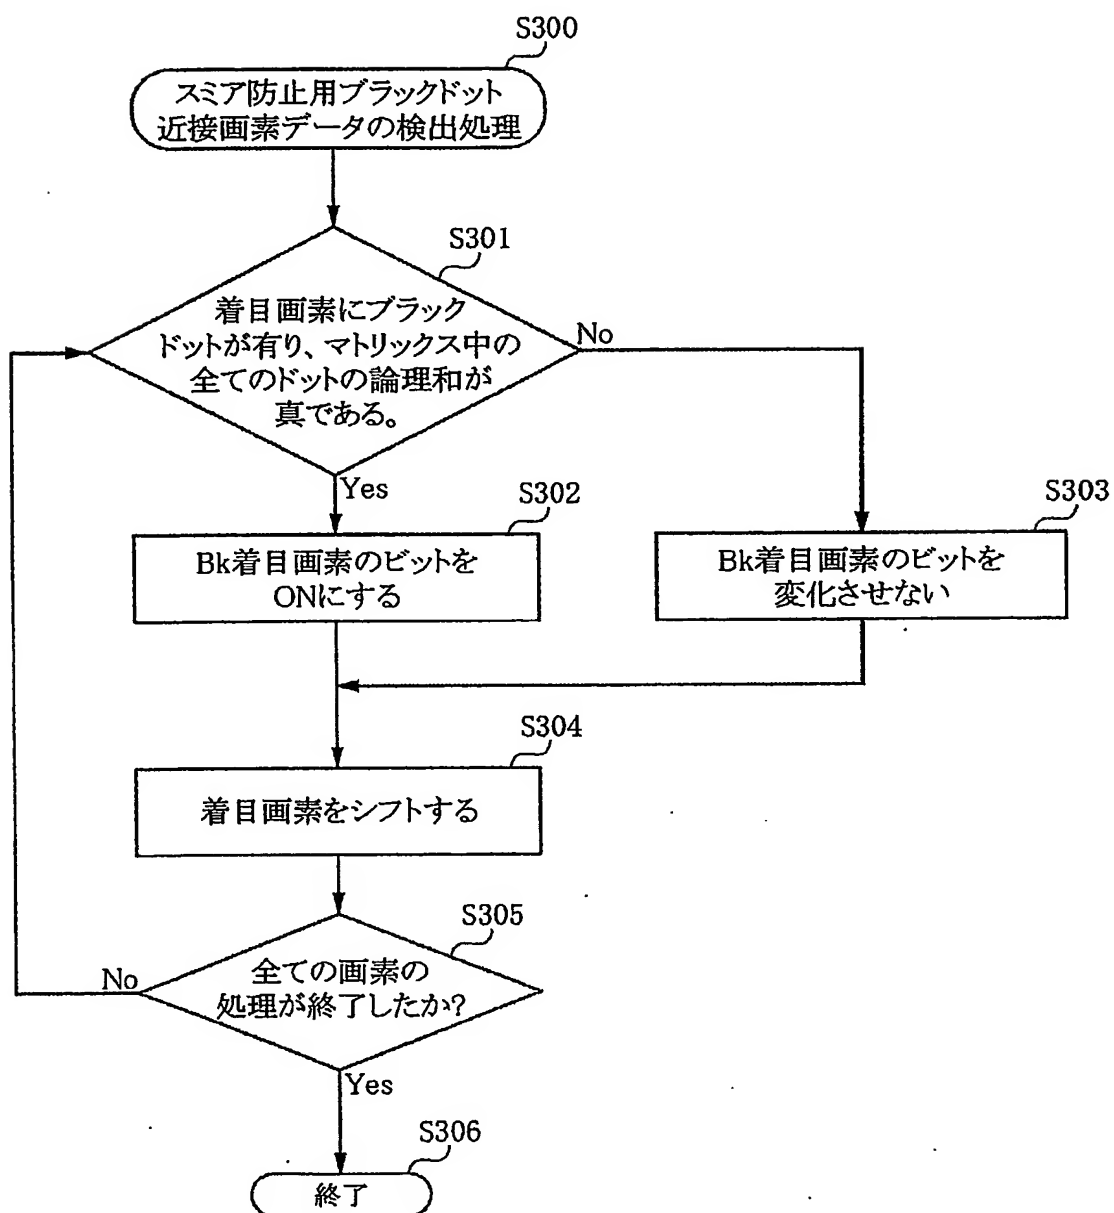 S300
スミア防止用ブラックドット
近接画素データの検出処理
S301
着目画素にブラック
ドットが有り、マトリックス中の
全てのドットの論理和が
真である。
No
Yes
S302
Bk着目画素のビットを
ONにする
S303
Bk着目画素のビットを
変化させない
S304
着目画素をシフトする
S305
全ての画素の
処理が終了したか?
No
Yes
S306
終了